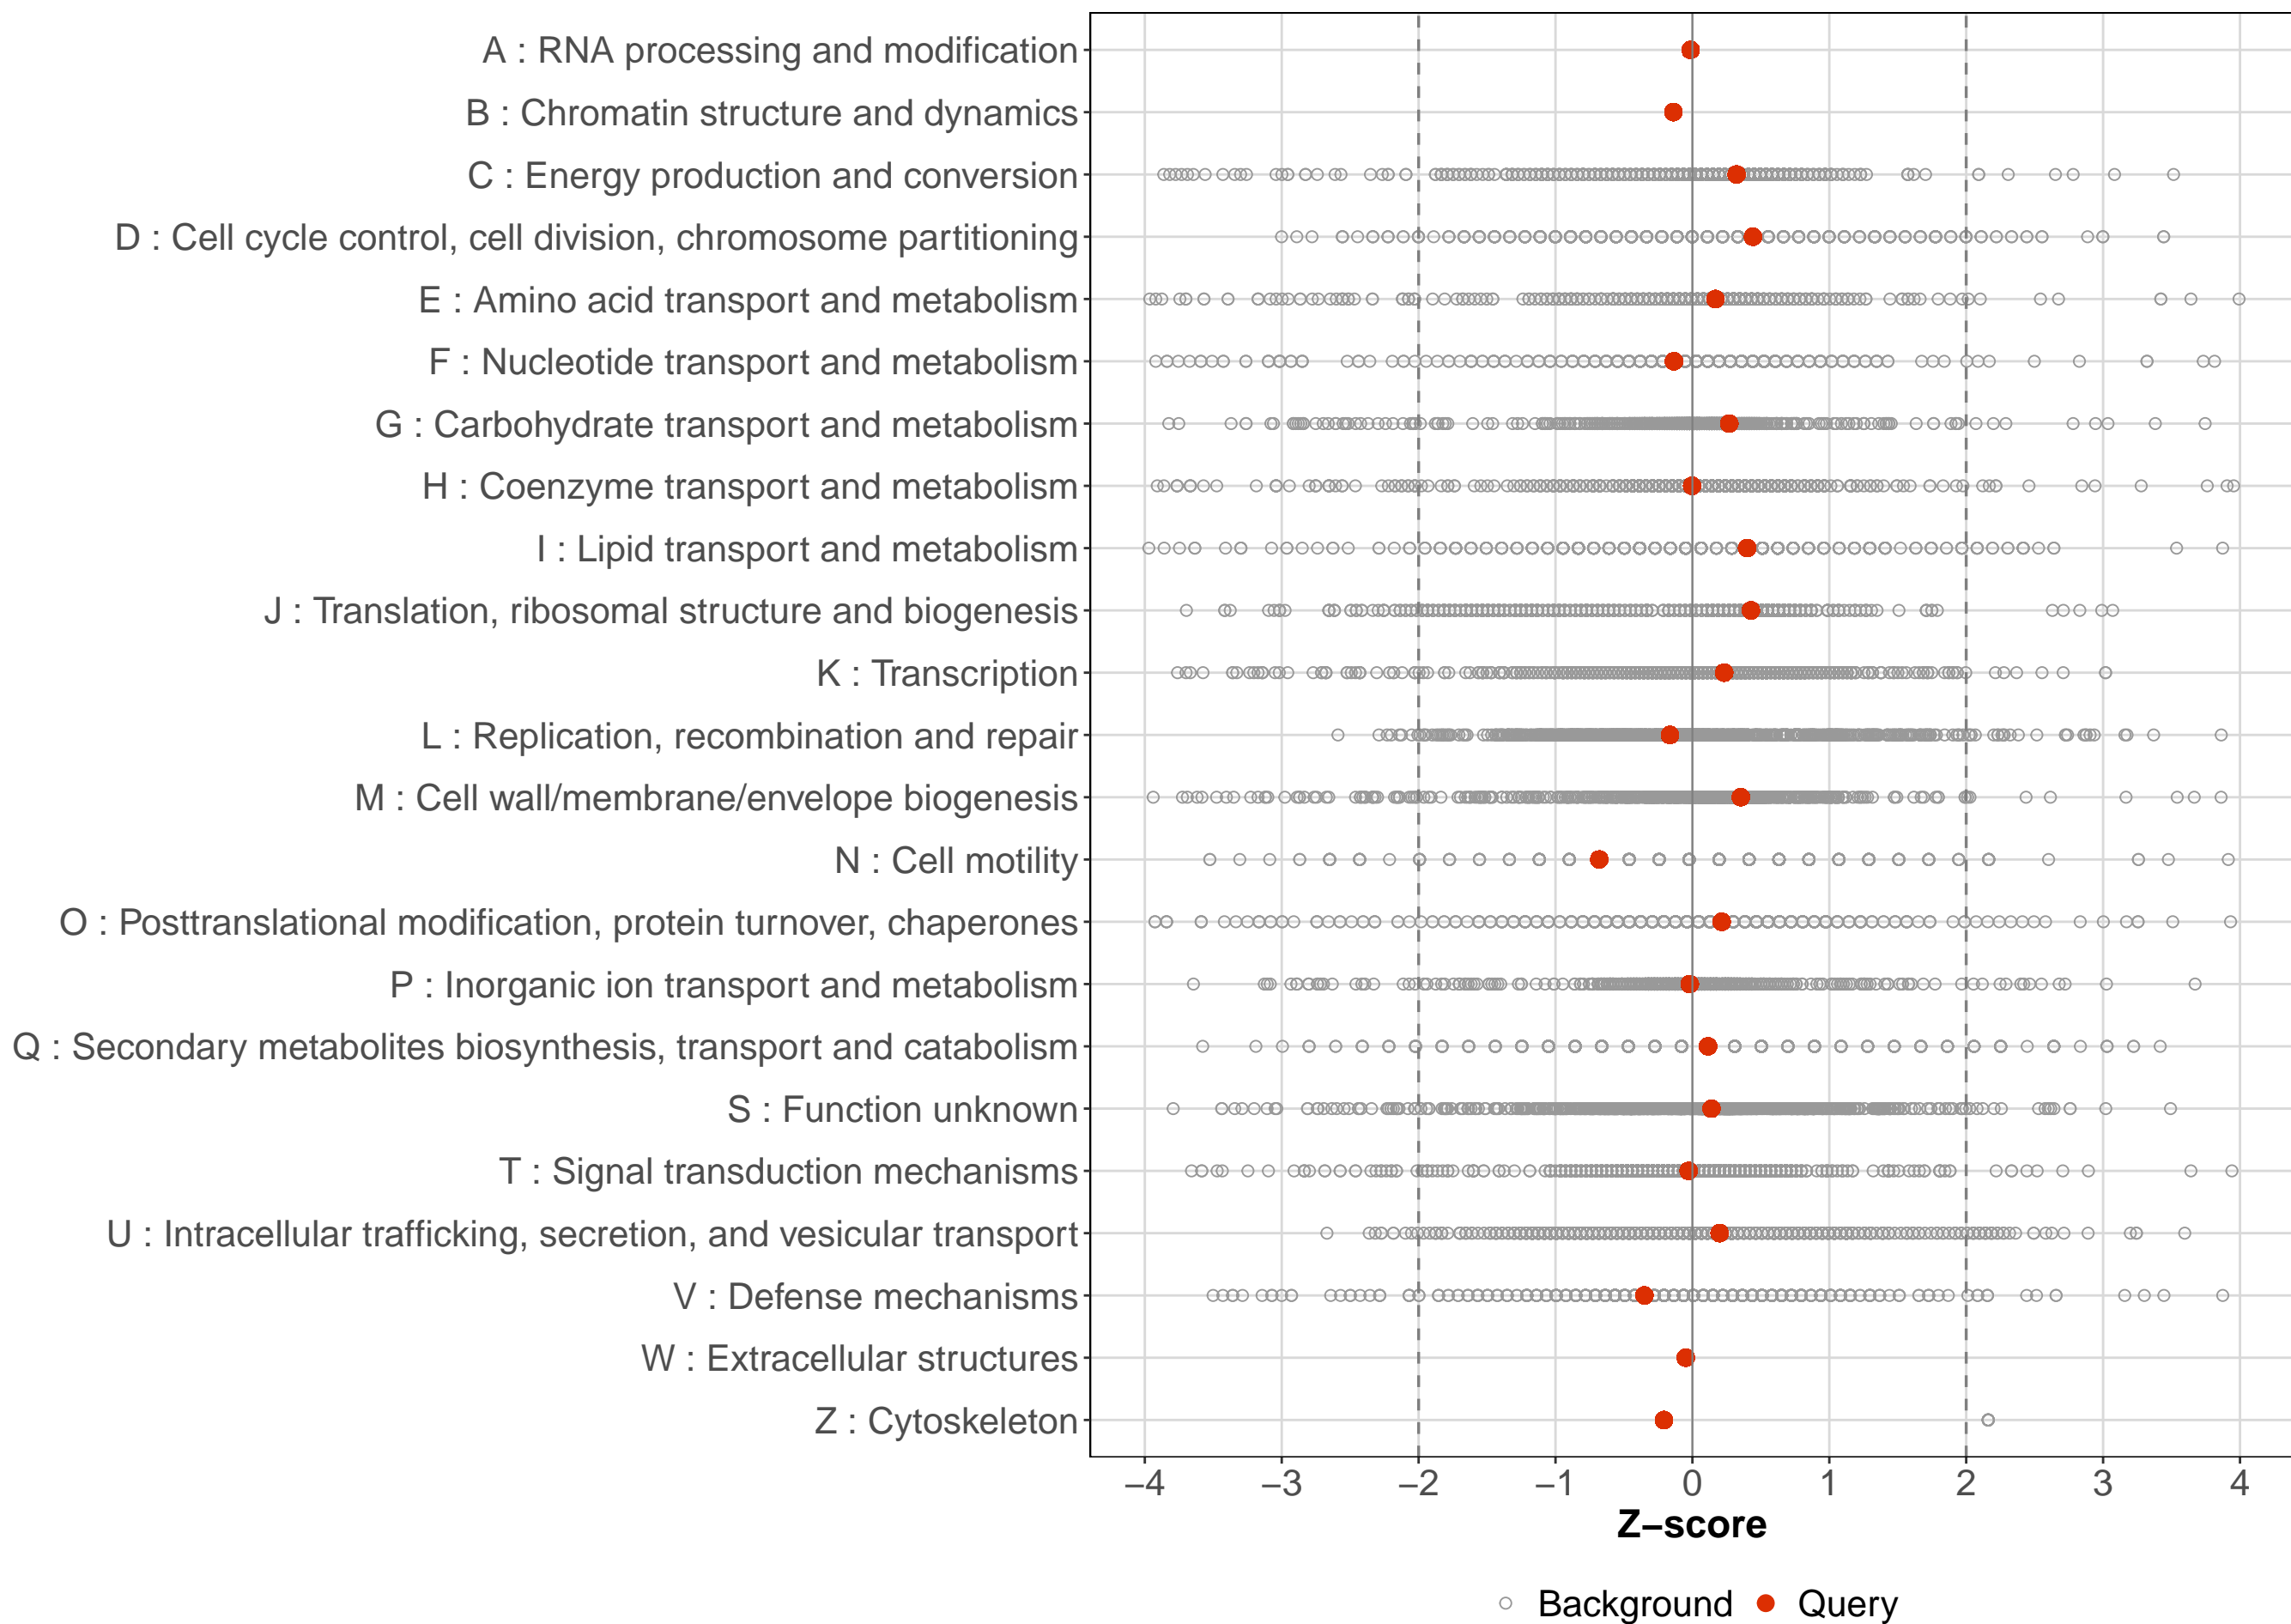 A : RNA processing and modification
B : Chromatin structure and dynamics
C : Energy production and conversion
D : Cell cycle control, cell division, chromosome partitioning
E : Amino acid transport and metabolism
F : Nucleotide transport and metabolism
G : Carbohydrate transport and metabolism
H : Coenzyme transport and metabolism
I : Lipid transport and metabolism
J : Translation, ribosomal structure and biogenesis
K : Transcription
L : Replication, recombination and repair
M : Cell wall/membrane/envelope biogenesis
N : Cell motility
O : Posttranslational modification, protein turnover, chaperones
P : Inorganic ion transport and metabolism
Q : Secondary metabolites biosynthesis, transport and catabolism
S : Function unknown
T : Signal transduction mechanisms
U : Intracellular trafficking, secretion, and vesicular transport
V : Defense mechanisms
W : Extracellular structures
Z : Cytoskeleton
−4 −3 −2 −1 0 1 2 3 4
Z−score
Background Query